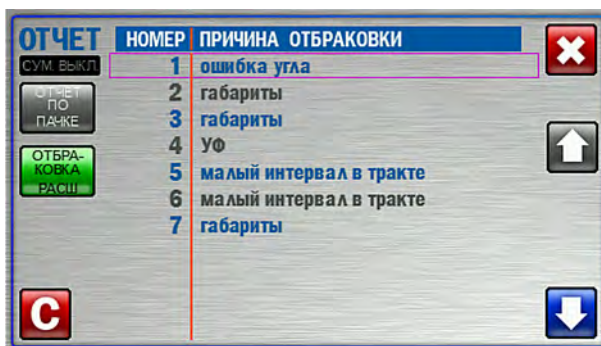 ОТЧЕТ
СУМ. ВЫКЛ.
ОТЧЕТ
ПО
ПАЧКЕ
ОТБРА-
КОВКА
РАСШ
НОМЕР ПРИЧИНА ОТБРАКОВКИ
1 ошибка угла
2 габариты
3 габариты
4 УФ
5 малый интервал в тракте
6 малый интервал в тракте
7 габариты
C